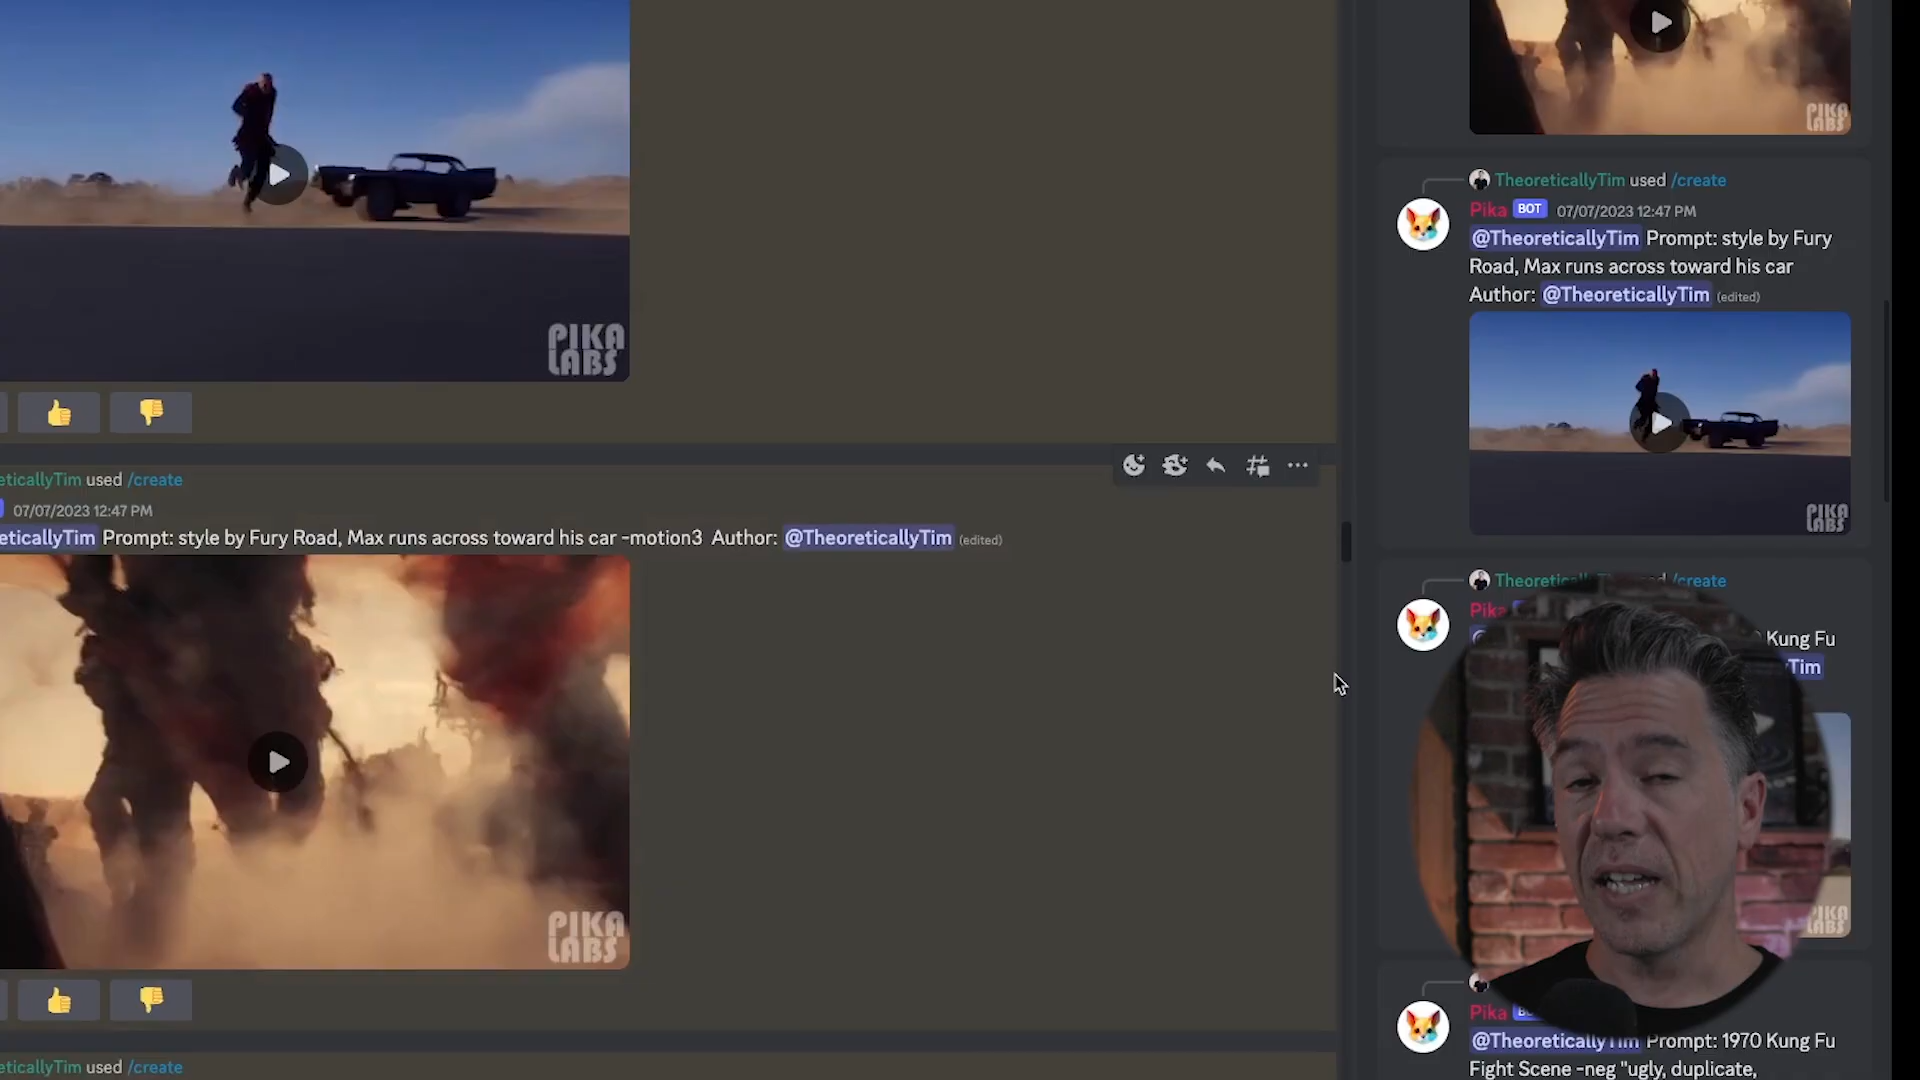 PIKA
LABS
eticallyTim used /create
07/07/2023 12:47 PM
eticallyTim Prompt: style by Fury Road, Max runs across toward his car -motion3 Author: @TheoreticallyTim (edited)
PIKA
LABS
eticallyTim used /create
PIKA
LABS
TheoreticallyTim used /create
Pika BOT 07/07/2023 12:47 PM
@TheoreticallyTim Prompt: style by Fury
Road, Max runs across toward his car
Author: @TheoreticallyTim (edited)
PIKA
LABS
/create
Pika
Kung Fu
Tim
PIKA
LABS
Pika
@TheoreticallyTim Prompt: 1970 Kung Fu
Fight Scene -neg "ugly, duplicate,